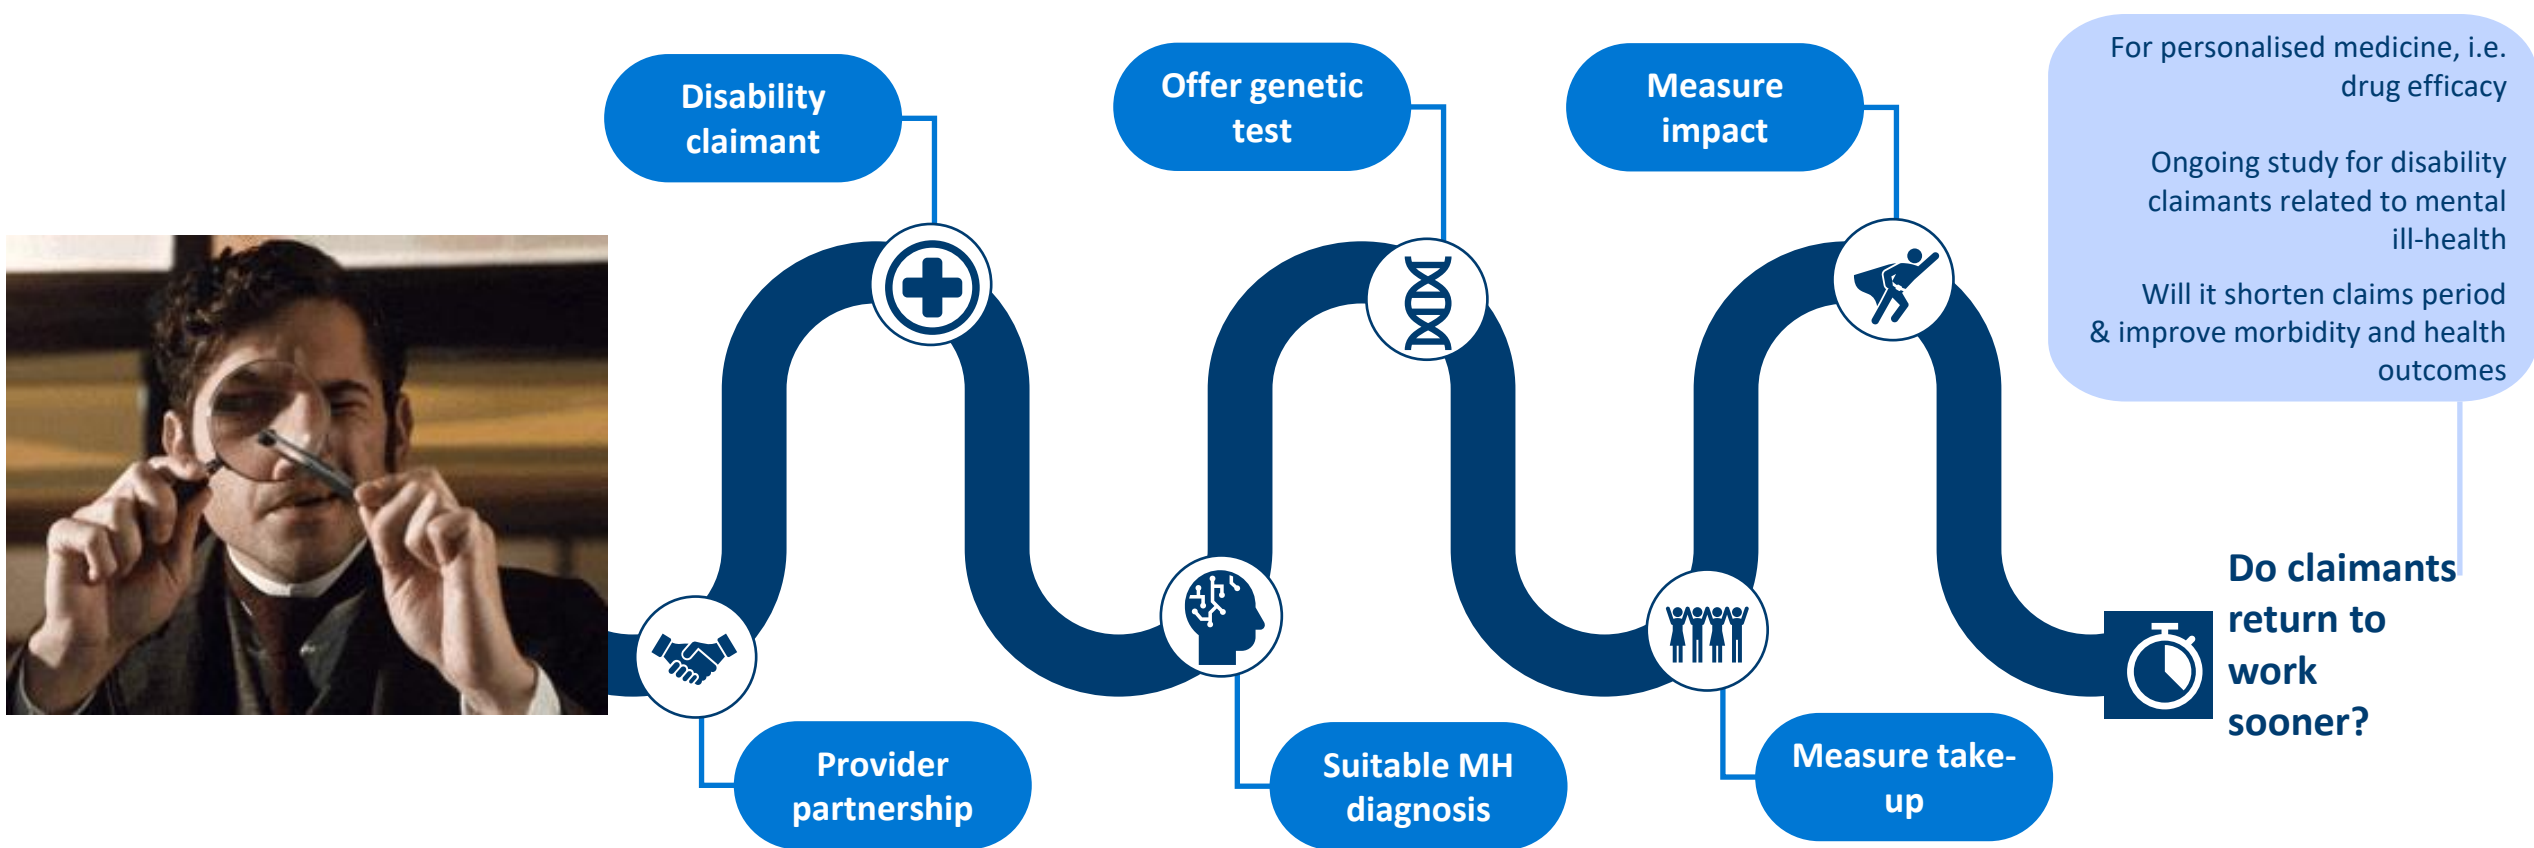 Disability
claimant
Offer genetic
test
Measure
impact
For personalised medicine, i.e.
drug efficacy
Ongoing study for disability
claimants related to mental
ill-health
Will it shorten claims period
& improve morbidity and health
outcomes
Provider
partnership
Suitable MH
diagnosis
Measure take-
up
Do claimants
return to
work
sooner?